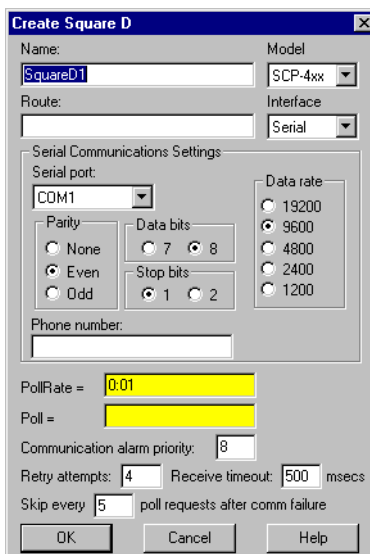 Create Square D
Name: Model
SquareD1 SCP-4xx
Route: Interface
Serial
Serial Communications Settings
Serial port: Data rate
COM1 19200
Parity Data bits 9600
None 7 8 4800
Even Stop bits 2400
Odd 1 2 1200
Phone number:
PollRate = 0:01
Poll =
Communication alarm priority: 8
Retry attempts: 4 Receive timeout: 500 msecs
Skip every 5 poll requests after comm failure
OK Cancel Help